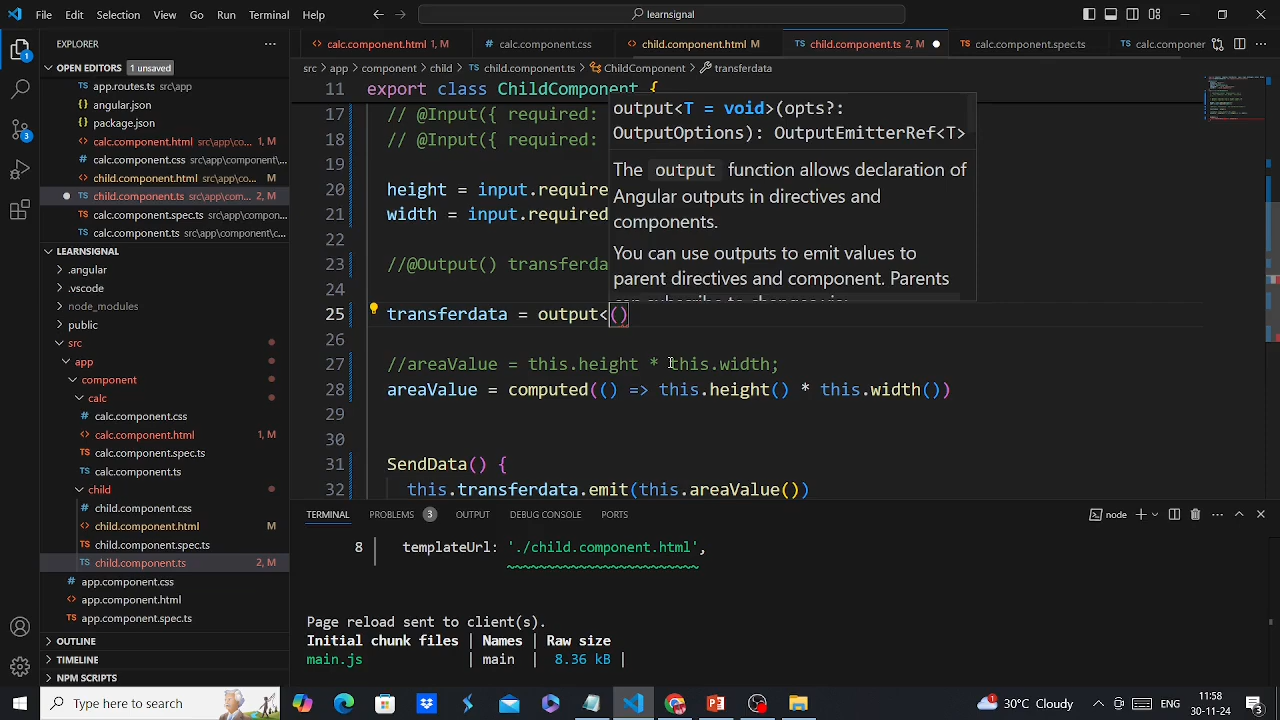 File Edit Selection View Go Run Terminal Help
learnsignal
EXPLORER
OPEN EDITORS 1 unsaved
app.routes.ts src\app
angular.json
package.json
calc.component.html src\app\co... 1, M
calc.component.css src\app\comp...
child.component.html src\app\co... M
child.component.ts src\app\com... 2, M
calc.component.spec.ts src\app\compon...
calc.component.ts src\app\component\c...
LEARNSIGNAL
.angular
.vscode
node_modules
public
src
app
component
calc
calc.component.css
calc.component.html 1, M
calc.component.spec.ts
calc.component.ts
child
child.component.css
child.component.html M
child.component.spec.ts
child.component.ts 2, M
app.component.css
app.component.html
app.component.spec.ts
OUTLINE
TIMELINE
NPM SCRIPTS
calc.component.html 1, M
calc.component.css
child.component.html M
child.component.ts 2, M
calc.component.spec.ts
calc.componer
src > app > component > child > TS child.component.ts > ChildComponent > transferdata
11 export class ChildComponent {
17 // @Input({ required:
18 // @Input({ required:
19
20 height = input.require
21 width = input.required
22
23 //@Output() transferda
24
25 transferdata = output<()
26
27 //areaValue = this.height * this.width;
28 areaValue = computed(() => this.height() * this.width())
29
30
31 SendData() {
32 this.transferdata.emit(this.areaValue())
output<T = void>(opts?:
OutputOptions): OutputEmitterRef<T>
The output function allows declaration of
Angular outputs in directives and
components.
You can use outputs to emit values to
parent directives and component. Parents
TERMINAL PROBLEMS 3 OUTPUT DEBUG CONSOLE PORTS
node
8 │ templateUrl: './child.component.html',
Page reload sent to client(s).
Initial chunk files | Names | Raw size
main.js | main | 8.36 kB |
Type here to search
30°C Cloudy
11:58
30-11-24